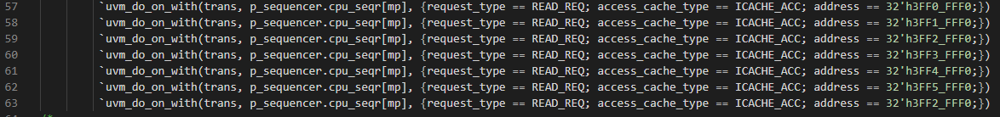 57 `uvm_do_on_with(trans, p_sequencer.cpu_seqr[mp], {request_type == READ_REQ; access_cache_type == ICACHE_ACC; address == 32'h3FF0_FFF0;})
58 `uvm_do_on_with(trans, p_sequencer.cpu_seqr[mp], {request_type == READ_REQ; access_cache_type == ICACHE_ACC; address == 32'h3FF1_FFF0;})
59 `uvm_do_on_with(trans, p_sequencer.cpu_seqr[mp], {request_type == READ_REQ; access_cache_type == ICACHE_ACC; address == 32'h3FF2_FFF0;})
60 `uvm_do_on_with(trans, p_sequencer.cpu_seqr[mp], {request_type == READ_REQ; access_cache_type == ICACHE_ACC; address == 32'h3FF3_FFF0;})
61 `uvm_do_on_with(trans, p_sequencer.cpu_seqr[mp], {request_type == READ_REQ; access_cache_type == ICACHE_ACC; address == 32'h3FF4_FFF0;})
62 `uvm_do_on_with(trans, p_sequencer.cpu_seqr[mp], {request_type == READ_REQ; access_cache_type == ICACHE_ACC; address == 32'h3FF5_FFF0;})
63 `uvm_do_on_with(trans, p_sequencer.cpu_seqr[mp], {request_type == READ_REQ; access_cache_type == ICACHE_ACC; address == 32'h3FF2_FFF0;})